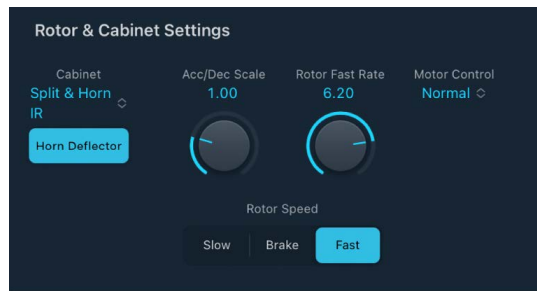 Rotor & Cabinet Settings
Cabinet
Split & Horn
IR
Horn Deflector
Acc/Dec Scale
1.00
Rotor Fast Rate
6.20
Motor Control
Normal
Rotor Speed
Slow Brake Fast